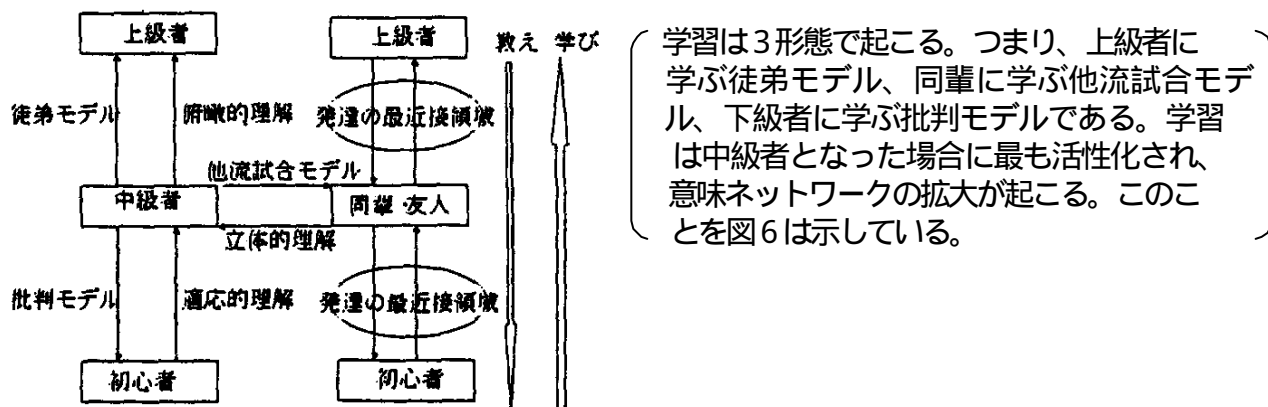 上級者
上級者
教え 学び
徒弟モデル
俯瞰的理解
発達の最近接領域
他流試合モデル
中級者
同輩・友人
立体的理解
批判モデル
適応的理解
発達の最近接領域
初心者
初心者
学習は3形態で起こる。つまり、上級者に
学ぶ徒弟モデル、同輩に学ぶ他流試合モデ
ル、下級者に学ぶ批判モデルである。学習
は中級者となった場合に最も活性化され、
意味ネットワークの拡大が起こる。このこ
とを図6は示している。